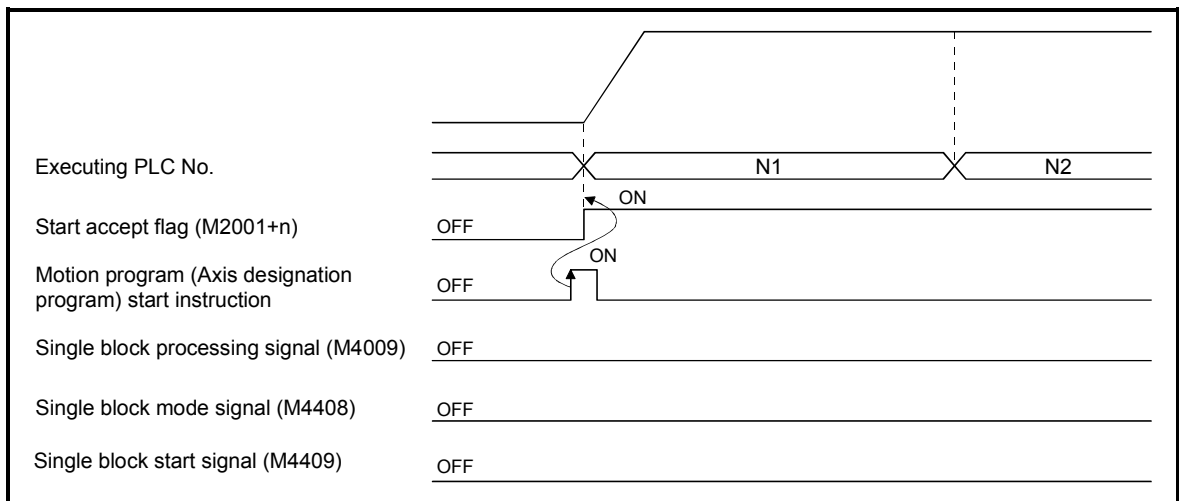 Executing PLC No.
N1
N2
ON
Start accept flag (M2001+n)
OFF
ON
Motion program (Axis designation
program) start instruction
OFF
Single block processing signal (M4009)
OFF
Single block mode signal (M4408)
OFF
Single block start signal (M4409)
OFF